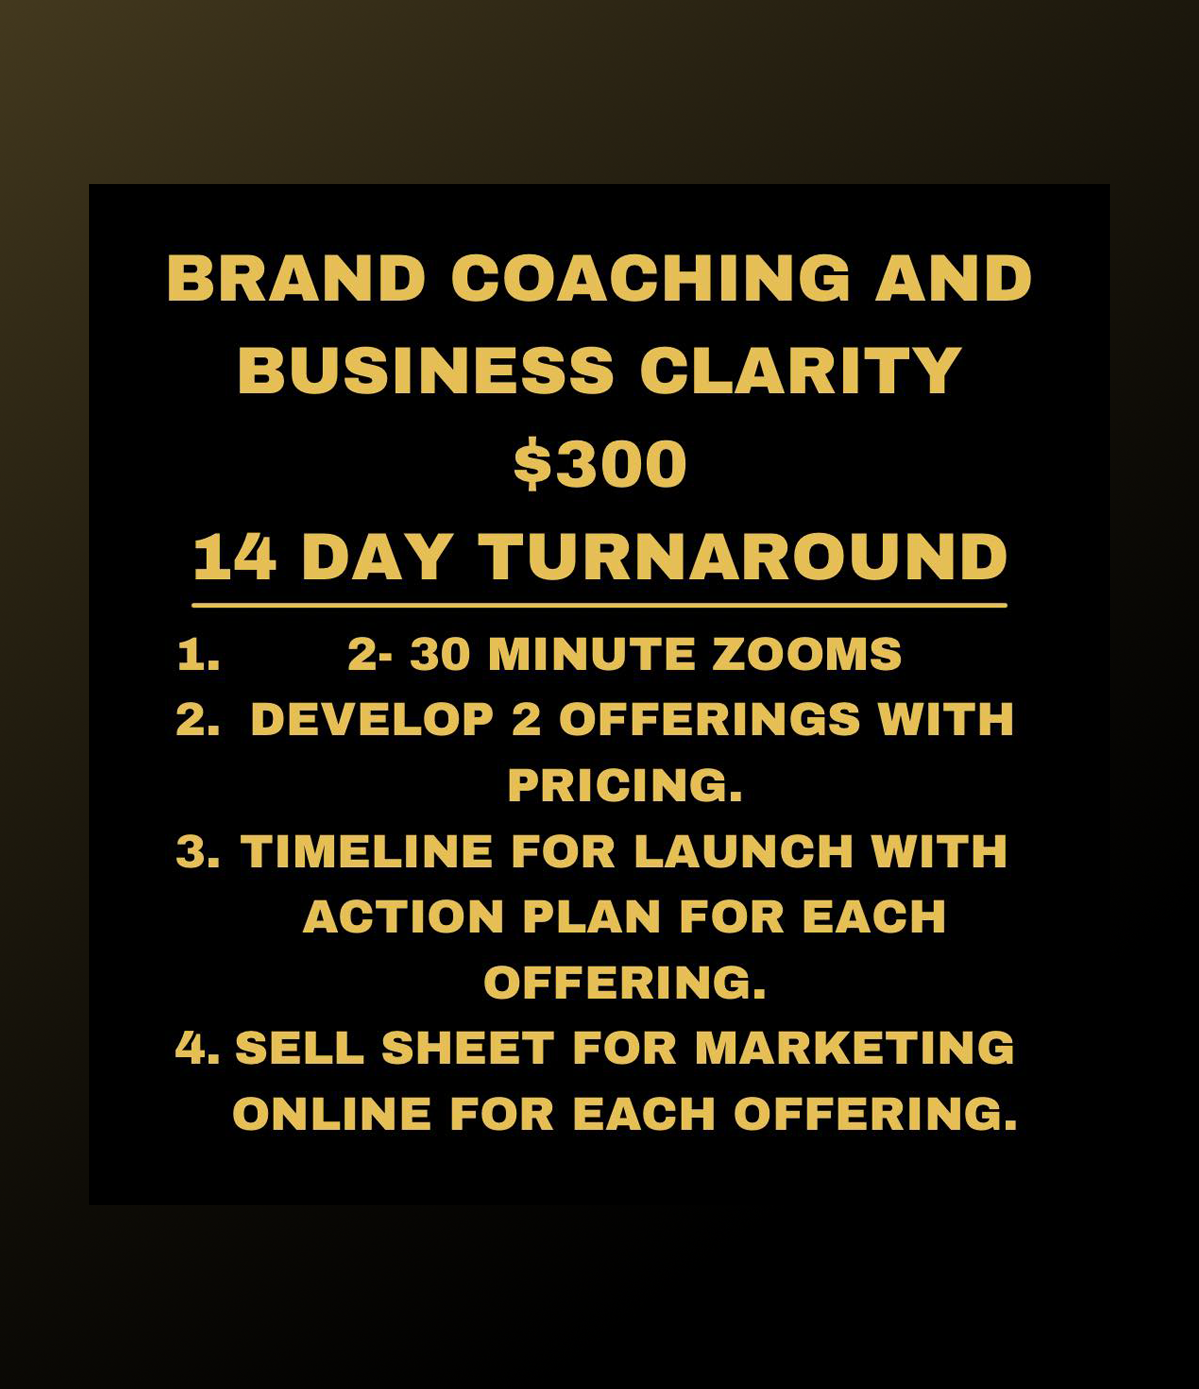 BRAND COACHING AND
BUSINESS CLARITY
$300
14 DAY TURNAROUND
1. 2- 30 MINUTE ZOOMS
2. DEVELOP 2 OFFERINGS WITH
PRICING.
3. TIMELINE FOR LAUNCH WITH
ACTION PLAN FOR EACH
OFFERING.
4. SELL SHEET FOR MARKETING
ONLINE FOR EACH OFFERING.